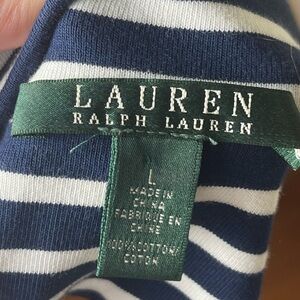 LAUREN
RALPH LAUREN
L
MADE IN
CHINA
FABRIQUÉ EN
CHINE
100% COTTON/
COTON